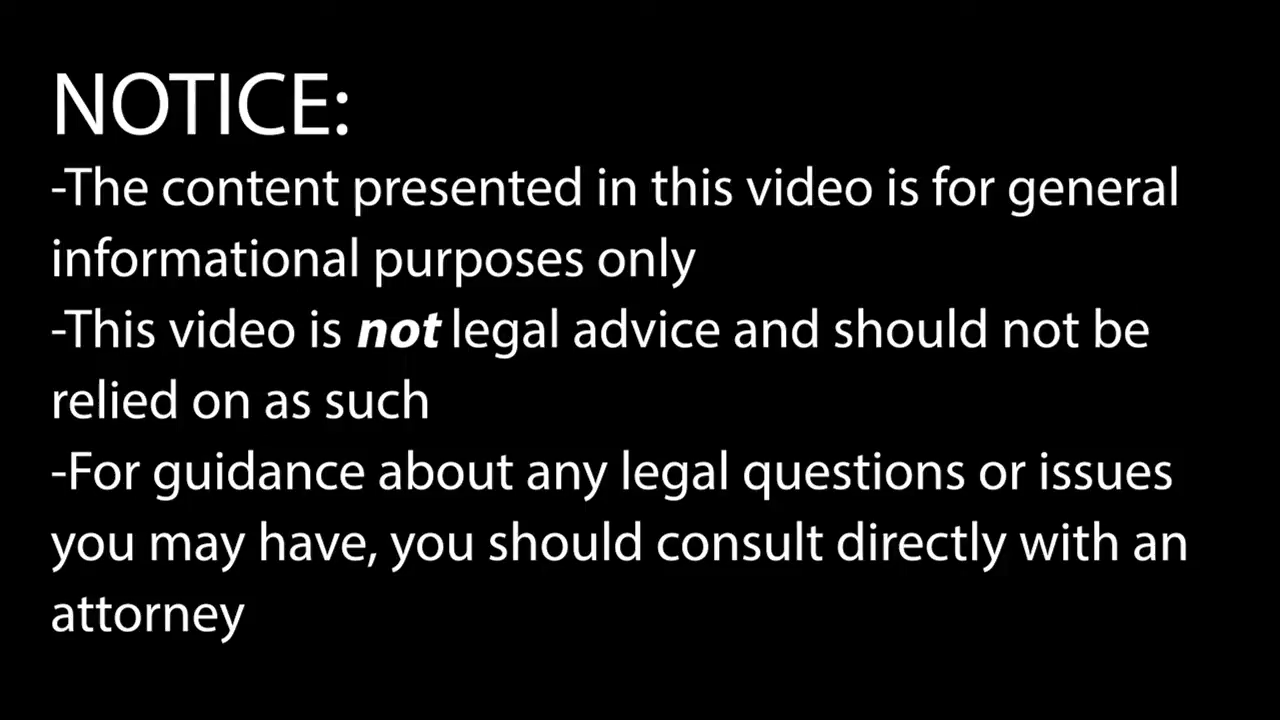 NOTICE:
-The content presented in this video is for general
informational purposes only
-This video is not legal advice and should not be
relied on as such
-For guidance about any legal questions or issues
you may have, you should consult directly with an
attorney